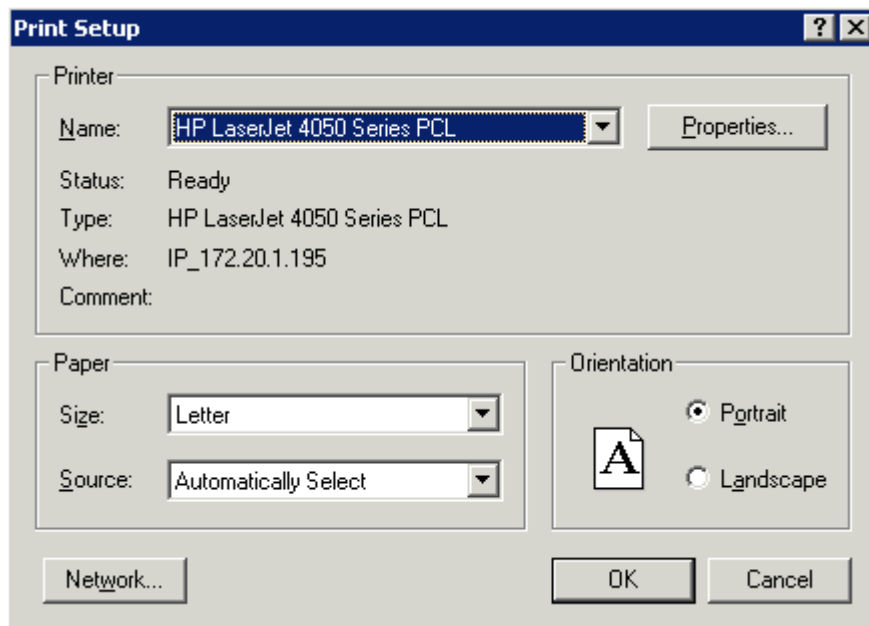 Print Setup
Printer
Name: HP LaserJet 4050 Series PCL Properties...
Status: Ready
Type: HP LaserJet 4050 Series PCL
Where: IP_172.20.1.195
Comment:
Paper
Size: Letter
Source: Automatically Select
Orientation
A
Portrait
Landscape
Network... OK Cancel